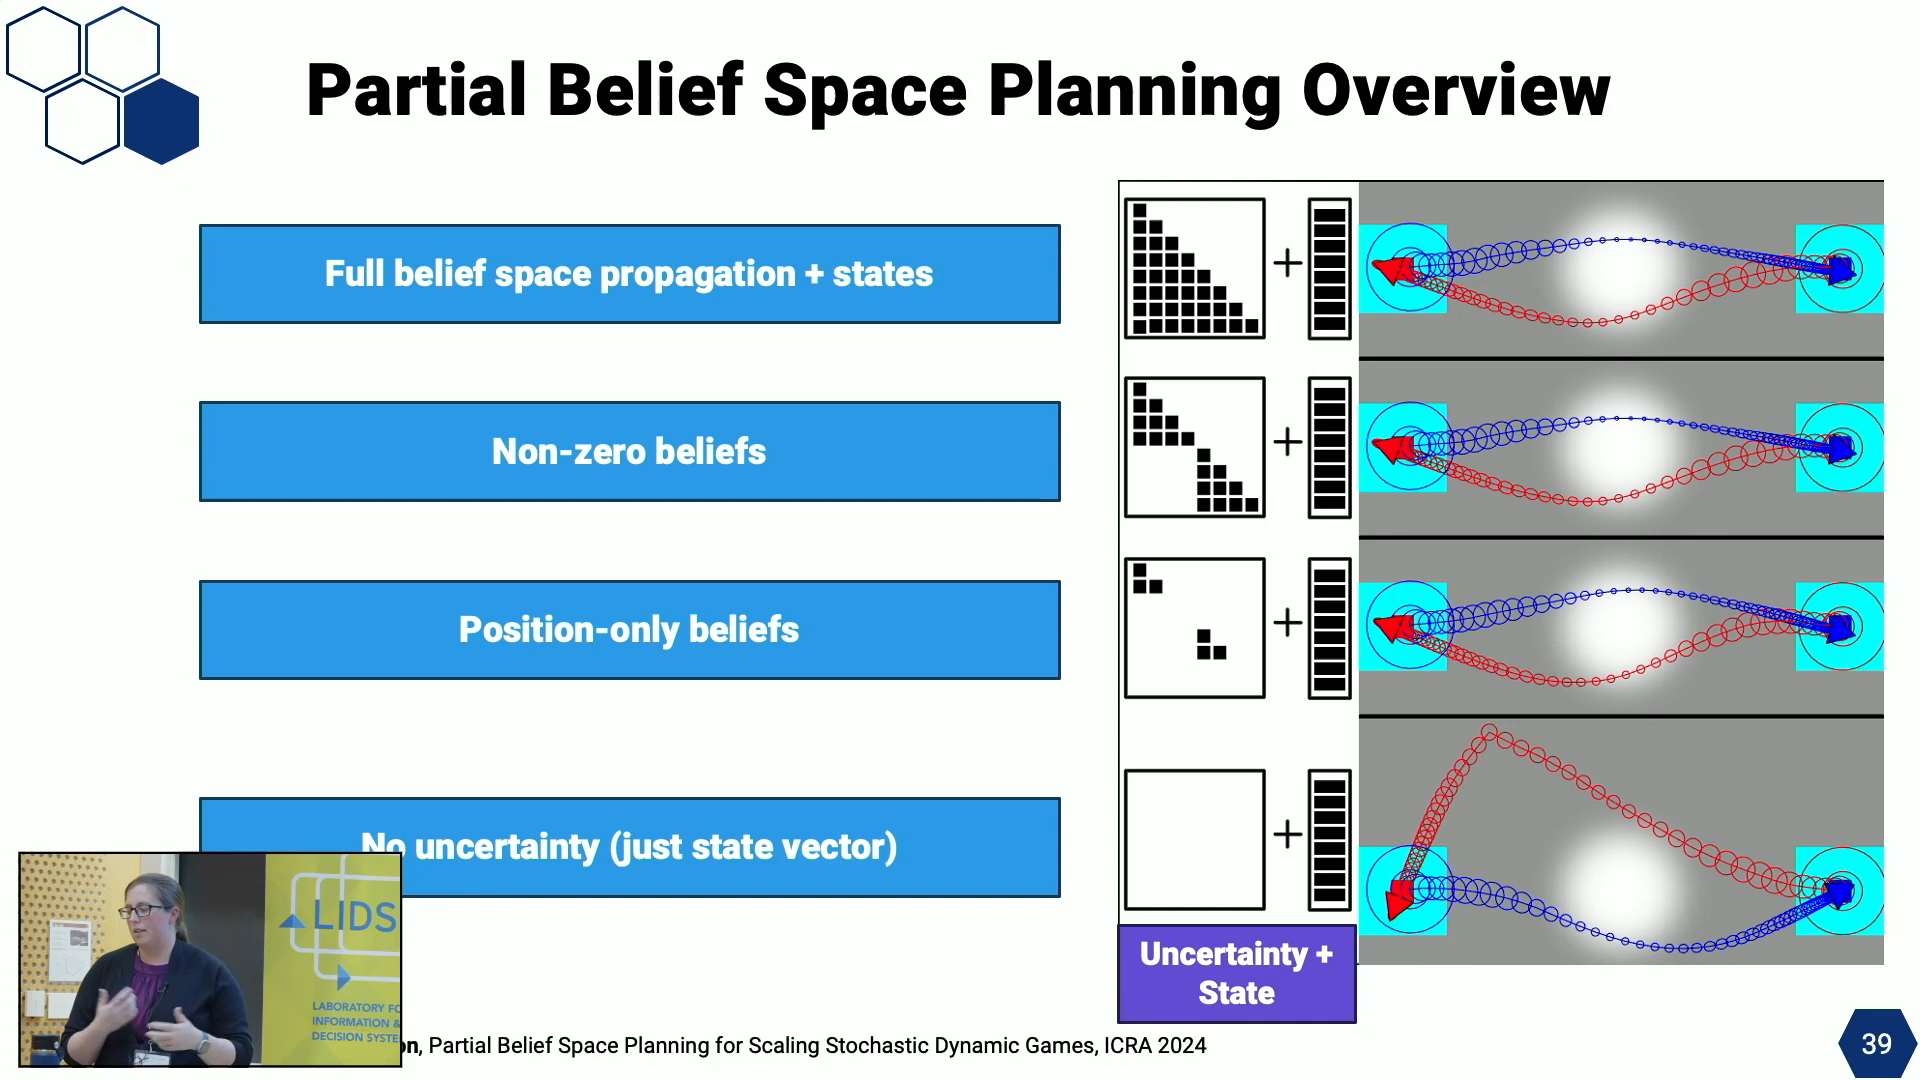 Partial Belief Space Planning Overview
Full belief space propagation + states
Non-zero beliefs
Position-only beliefs
No uncertainty (just state vector)
Uncertainty +
State
LIDS
LABORATORY FO
INFORMATION &
DECISION SYSTE
on, Partial Belief Space Planning for Scaling Stochastic Dynamic Games, ICRA 2024
39